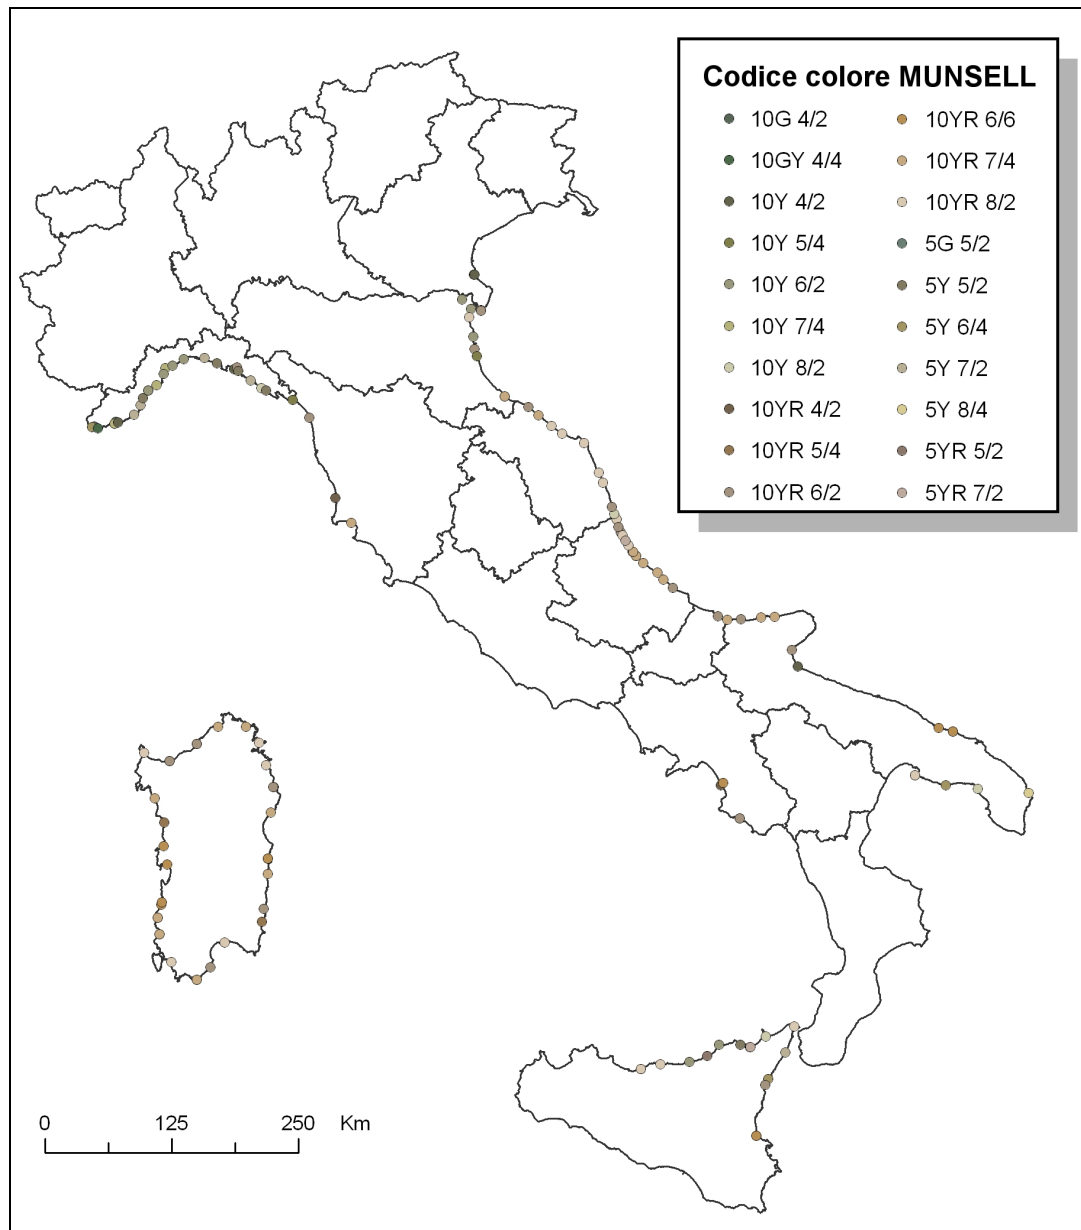 Codice colore MUNSELL
10G 4/2
10GY 4/4
10Y 4/2
10Y 5/4
10Y 6/2
10Y 7/4
10Y 8/2
10YR 4/2
10YR 5/4
10YR 6/2
10YR 6/6
10YR 7/4
10YR 8/2
5G 5/2
5Y 5/2
5Y 6/4
5Y 7/2
5Y 8/4
5YR 5/2
5YR 7/2
0 125 250 Km